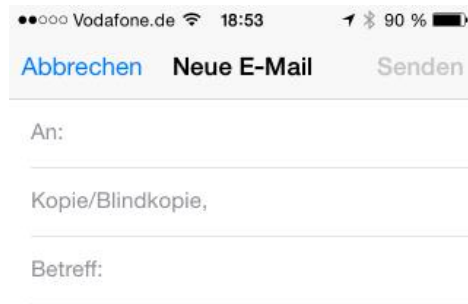 Vodafone.de 18:53 90 %
Abbrechen Neue E-Mail Senden
An:
Kopie/Blindkopie,
Betreff: